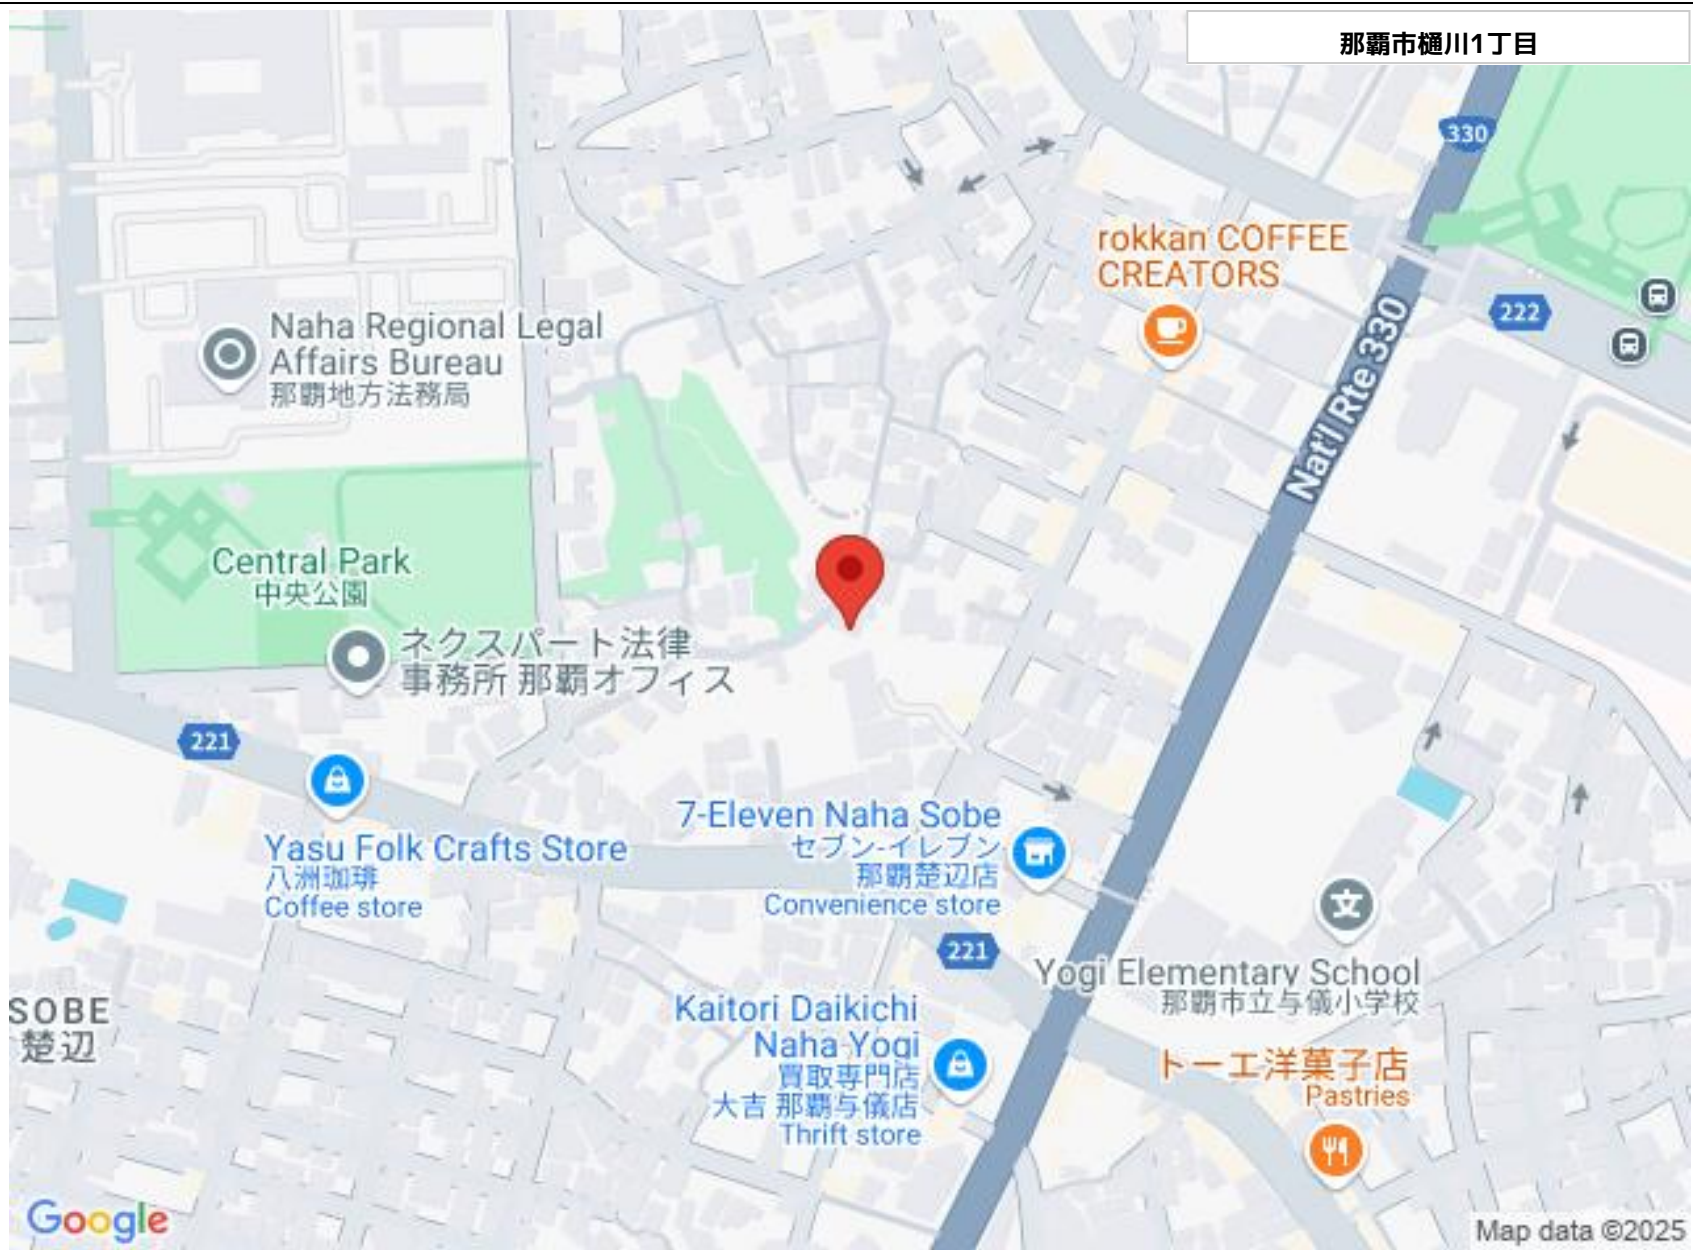 那覇市樋川1丁目
330
rokkan COFFEE
CREATORS
222
Nat'l Rte 330
Naha Regional Legal
Affairs Bureau
那覇地方法務局
Central Park
中央公園
ネクスパート法律
事務所 那覇オフィス
221
7-Eleven Naha Sobe
セブン-イレブン
那覇楚辺店
Convenience store
Yasu Folk Crafts Store
八洲珈琲
Coffee store
文
221
Yogi Elementary School
那覇市立与儀小学校
SOBE
楚辺
Kaitori Daikichi
Naha Yogi
買取専門店
大吉 那覇与儀店
Thrift store
トーエ洋菓子店
Pastries
Google
Map data ©2025